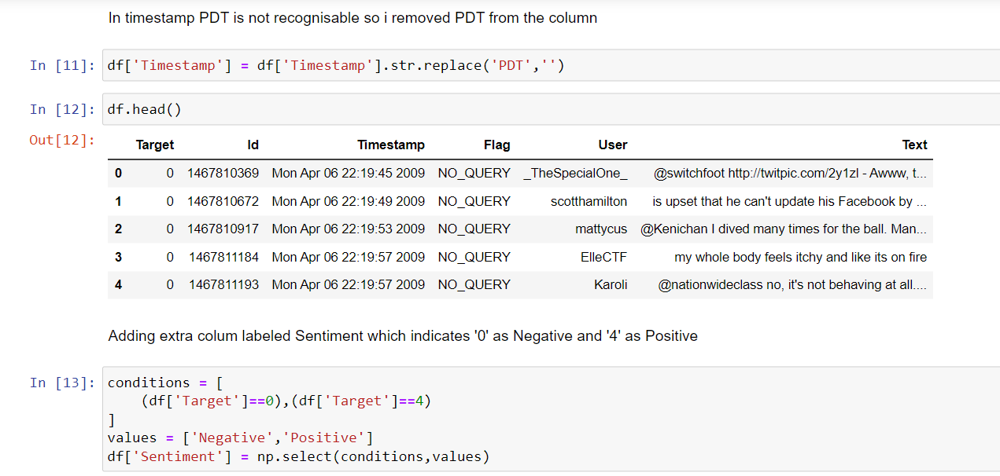 In timestamp PDT is not recognisable so i removed PDT from the column
In [11]: df['Timestamp'] = df['Timestamp'].str.replace('PDT','')
In [12]: df.head()
Out[12]:
Target Id Timestamp Flag User Text
0 0 1467810369 Mon Apr 06 22:19:45 2009 NO_QUERY _TheSpecialOne_ @switchfoot http://twitpic.com/2y1zl - Awww, t...
1 0 1467810672 Mon Apr 06 22:19:49 2009 NO_QUERY scotthamilton is upset that he can't update his Facebook by ...
2 0 1467810917 Mon Apr 06 22:19:53 2009 NO_QUERY mattycus @Kenichan I dived many times for the ball. Man...
3 0 1467811184 Mon Apr 06 22:19:57 2009 NO_QUERY ElleCTF my whole body feels itchy and like its on fire
4 0 1467811193 Mon Apr 06 22:19:57 2009 NO_QUERY Karoli @nationwideclass no, it's not behaving at all....
Adding extra colum labeled Sentiment which indicates '0' as Negative and '4' as Positive
In [13]: conditions = [
(df['Target']==0),(df['Target']==4)
]
values = ['Negative','Positive']
df['Sentiment'] = np.select(conditions,values)